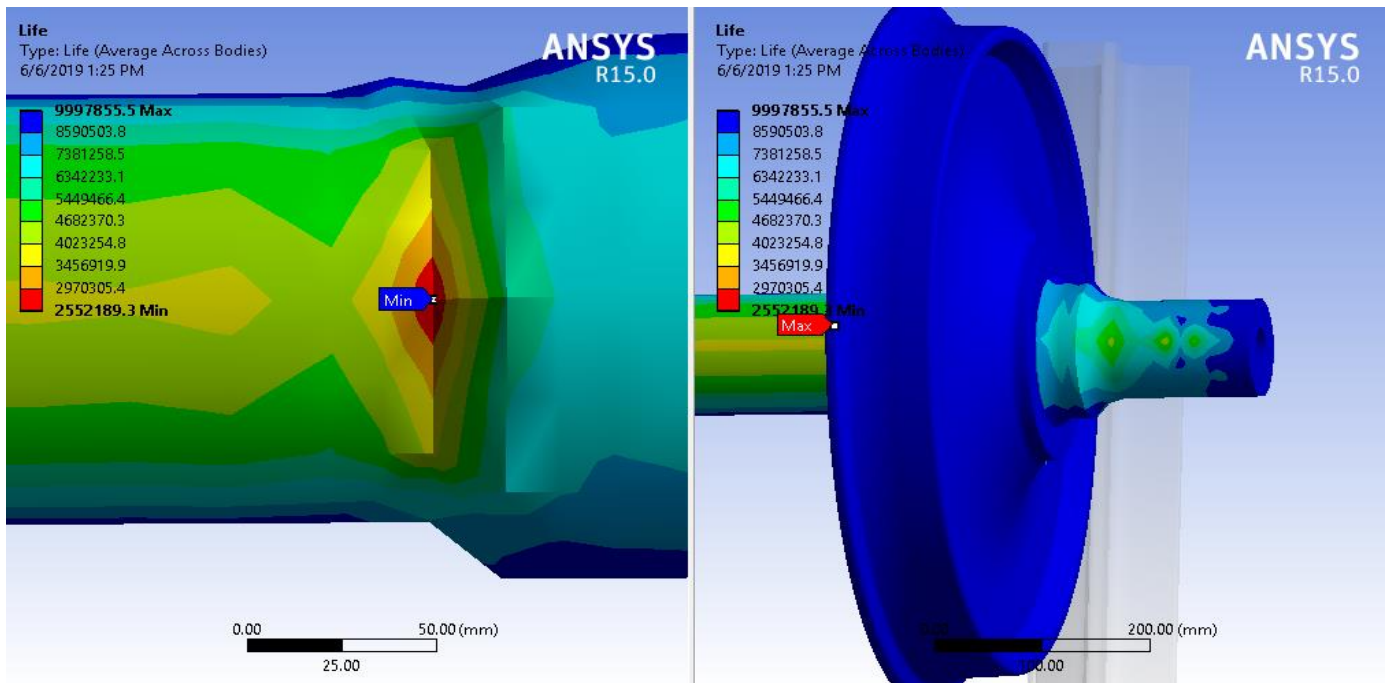 Life
Type: Life (Average Across Bodies)
6/6/2019 1:25 PM
ANSYS
R15.0
9997855.5 Max
8590503.8
7381258.5
6342233.1
5449466.4
4682370.3
4023254.8
3456919.9
2970305.4
2552189.3 Min
Min
0.00
50.00 (mm)
25.00
Life
Type: Life (Average Across Bodies)
6/6/2019 1:25 PM
ANSYS
R15.0
9997855.5 Max
8590503.8
7381258.5
6342233.1
5449466.4
4682370.3
4023254.8
3456919.9
2970305.4
2552189.3 Min
Max
0.00
200.00 (mm)
100.00